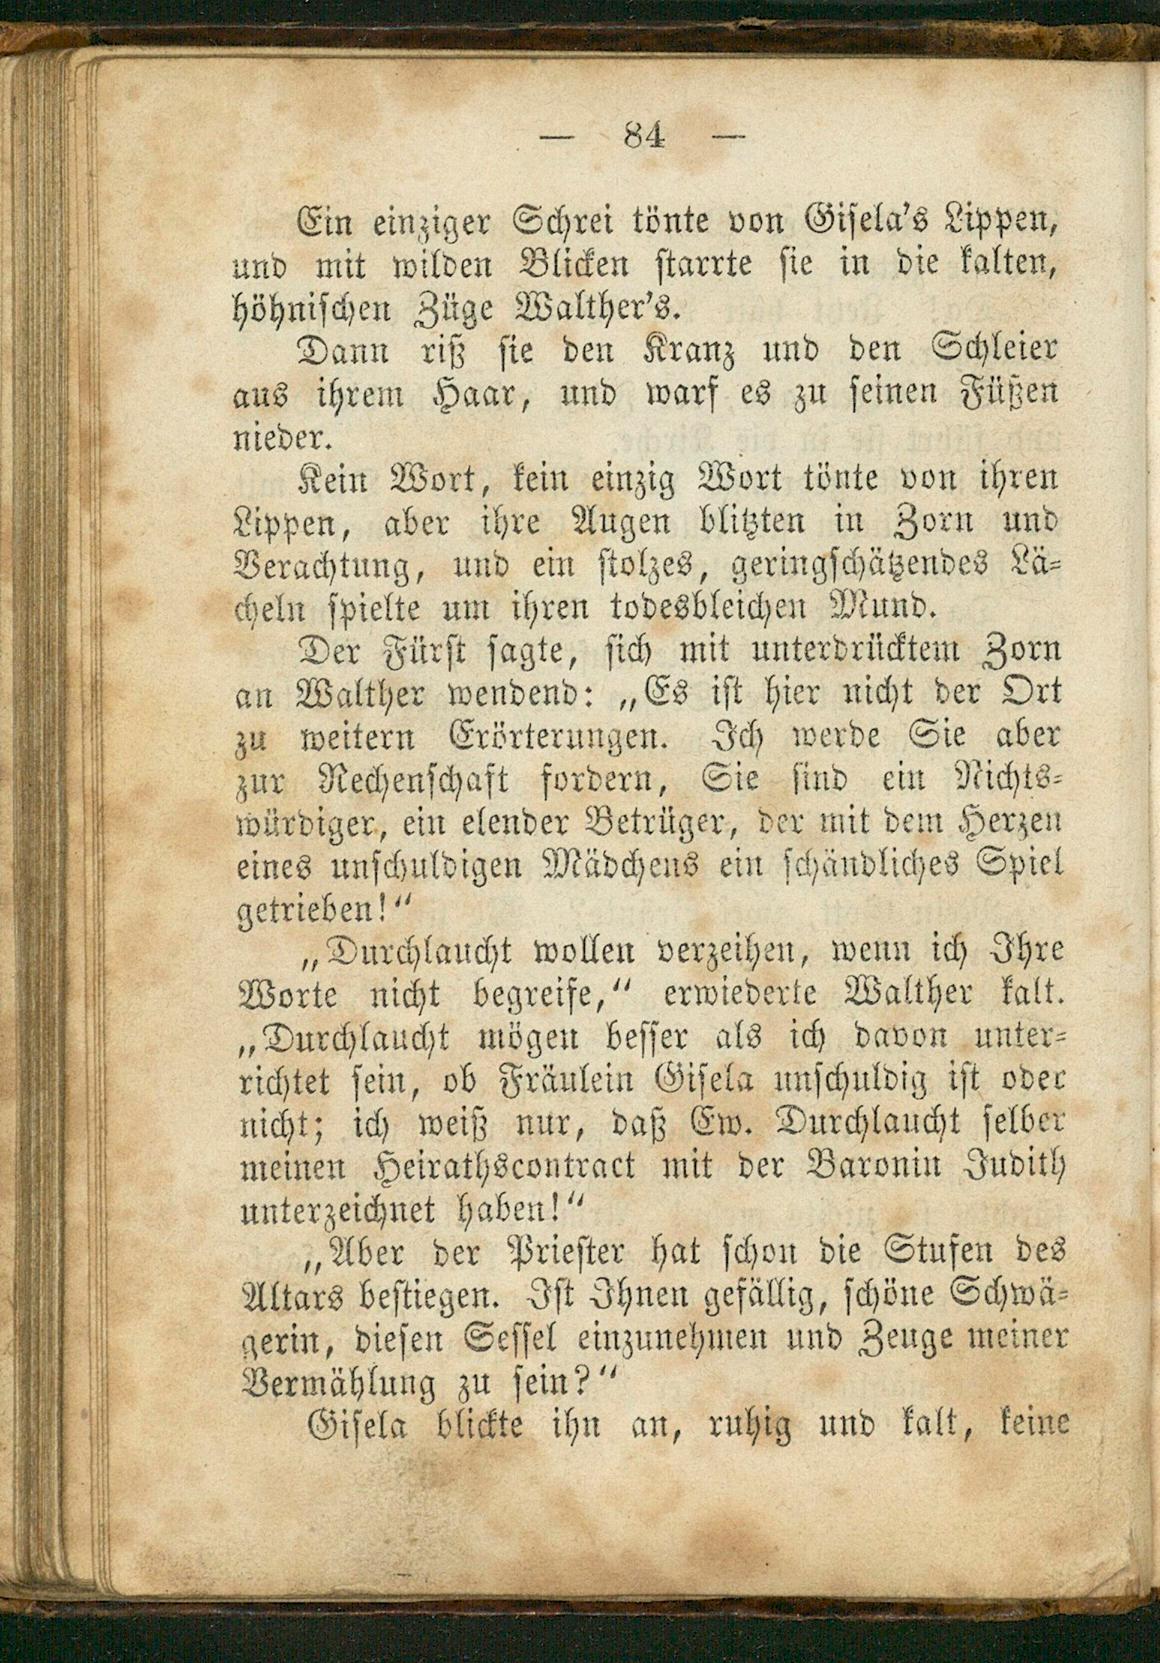 — 84 —
Ein einziger Schrei tönte von Gisela's Lippen,
und mit wilden Blicken starrte sie in die kalten,
höhnischen Züge Walther's.
Dann riß sie den Kranz und den Schleier
aus ihrem Haar, und warf es zu seinen Füßen
nieder.
Kein Wort, kein einzig Wort tönte von ihren
Lippen, aber ihre Augen blitzten in Zorn und
Verachtung, und ein stolzes, geringschätzendes Lä-
cheln spielte um ihren todesbleichen Mund.
Der Fürst sagte, sich mit unterdrücktem Zorn
an Walther wendend: „Es ist hier nicht der Ort
zu weitern Erörterungen. Ich werde Sie aber
zur Rechenschaft fordern, Sie sind ein Nichts-
würdiger, ein elender Betrüger, der mit dem Herzen
eines unschuldigen Mädchens ein schändliches Spiel
getrieben!“
„Durchlaucht wollen verzeihen, wenn ich Ihre
Worte nicht begreife,“ erwiederte Walther kalt.
„Durchlaucht mögen besser als ich davon unter-
richtet sein, ob Fräulein Gisela unschuldig ist oder
nicht; ich weiß nur, daß Ew. Durchlaucht selber
meinen Heirathscontract mit der Baronin Judith
unterzeichnet haben!“
„Aber der Priester hat schon die Stufen des
Altars bestiegen. Ist Ihnen gefällig, schöne Schwä-
gerin, diesen Sessel einzunehmen und Zeuge meiner
Vermählung zu sein?“
Gisela blickte ihn an, ruhig und kalt, keine